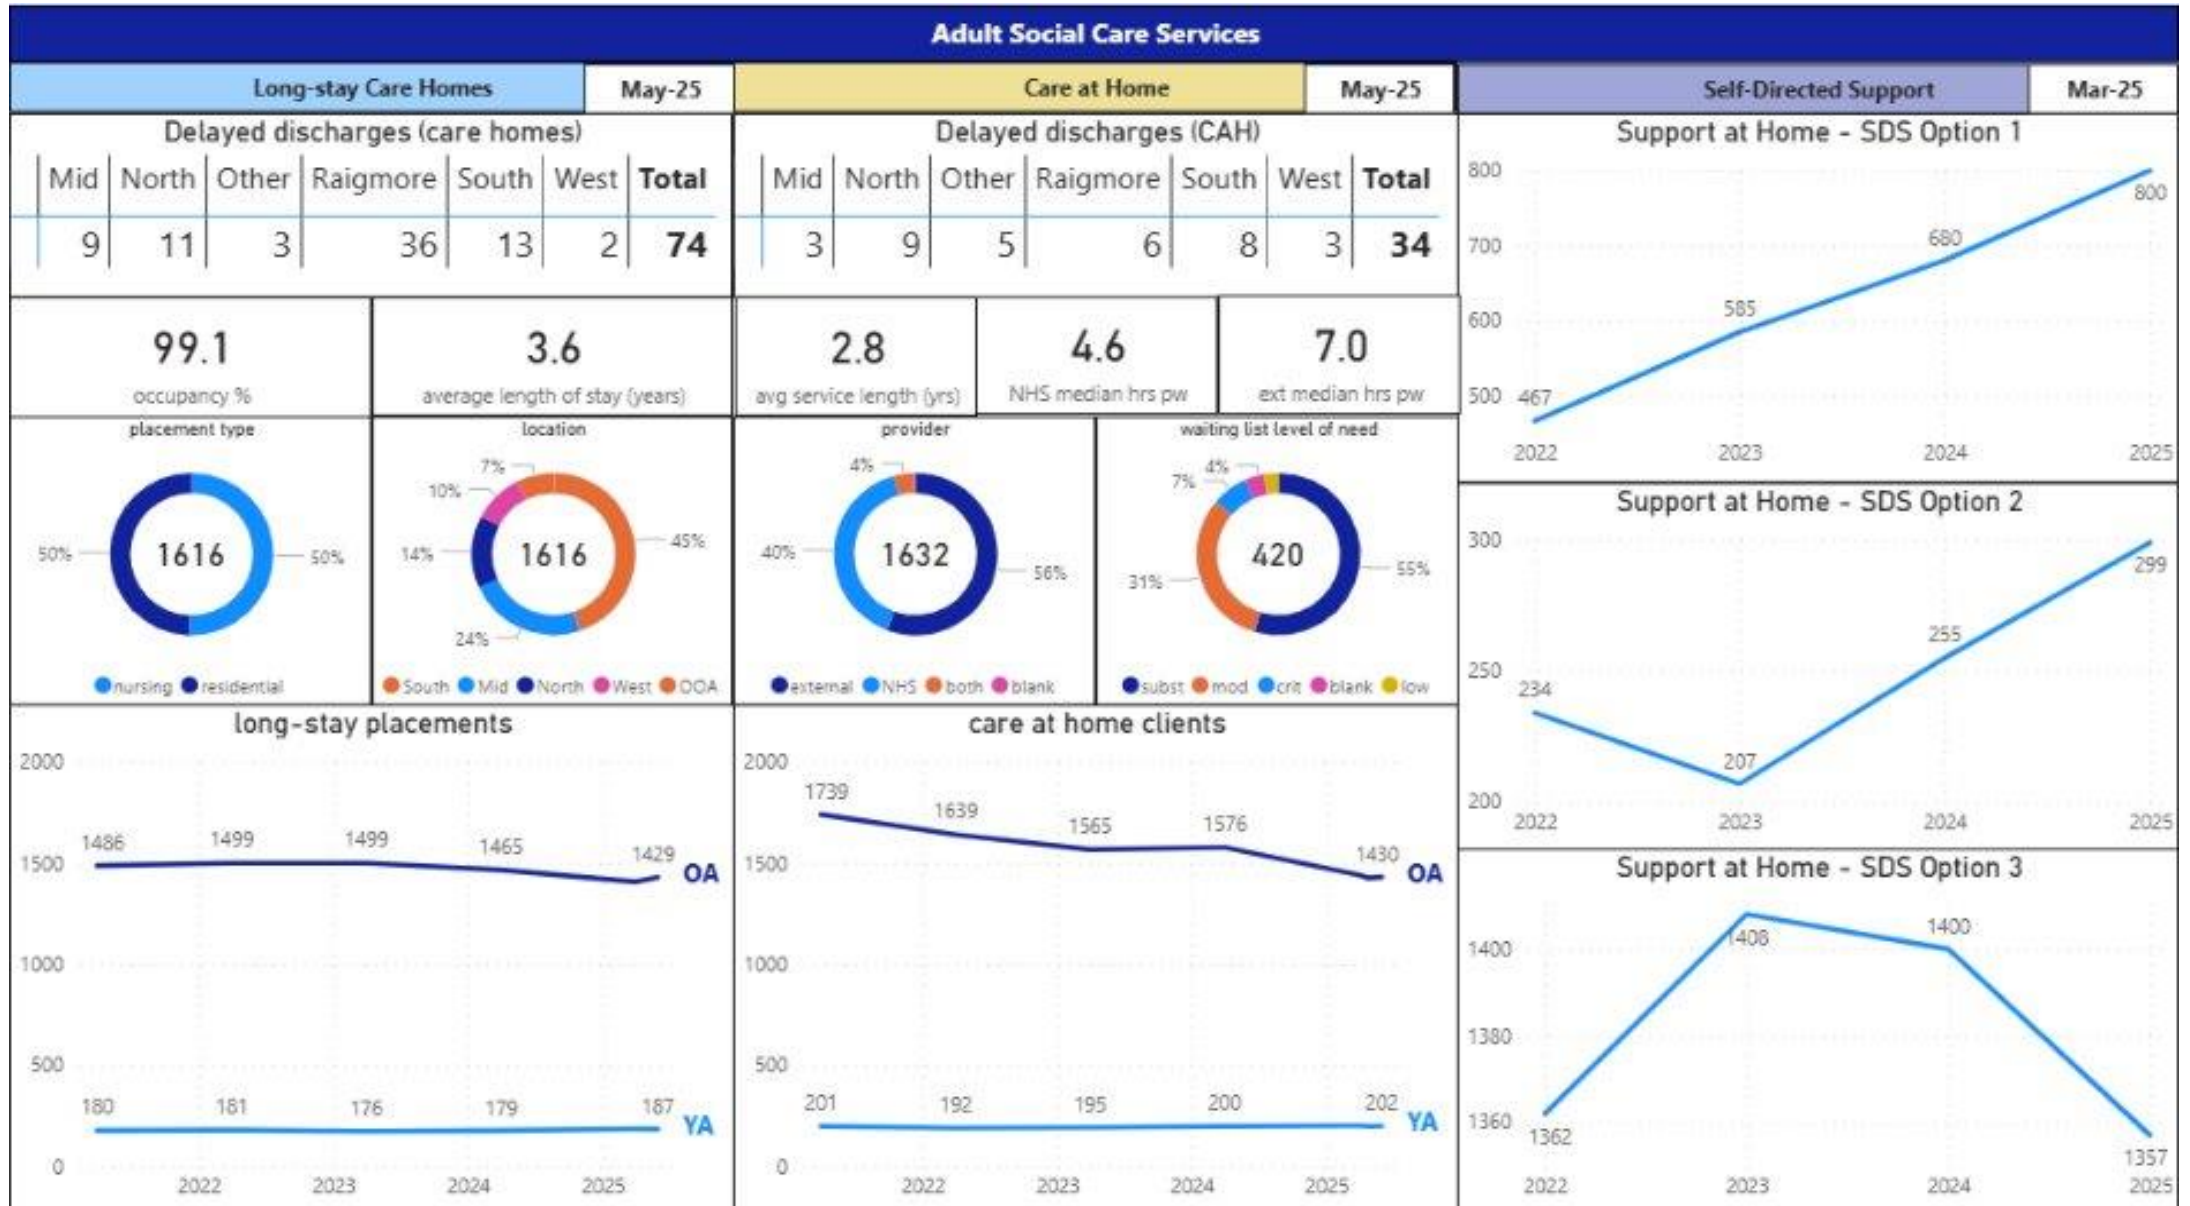 Adult Social Care Services
Long-stay Care Homes May-25
Delayed discharges (care homes)
Mid North Other Raigmore South West Total
9 11 3 36 13 2 74
99.1 3.6
occupancy % average length of stay (years)
placement type location
50% 1616 50%
nursing residential
7%
10%
14% 1616 45%
24%
South Mid North West OOA
long-stay placements
2000
1486 1499 1499 1465 1429
1500 OA
1000
500
180 181 176 179 187
YA
0
2022 2023 2024 2025
Care at Home May-25
Delayed discharges (CAH)
Mid North Other Raigmore South West Total
3 9 5 6 8 3 34
2.8 4.6 7.0
avg service length (yrs) NHS median hrs pw ext median hrs pw
provider waiting list level of need
4%
40% 1632 56%
external NHS both blank
4%
7%
31% 420 55%
subst mod crit blank low
care at home clients
2000
1739 1639 1565 1576 1430
1500 OA
1000
500
201 192 195 200 202
YA
0
2022 2023 2024 2025
Self-Directed Support Mar-25
Support at Home - SDS Option 1
800
800
700 680
600 585
500 467
2022 2023 2024 2025
Support at Home - SDS Option 2
300
299
255
250
234
207
200
2022 2023 2024 2025
Support at Home - SDS Option 3
1408 1400
1400
1380
1360
1362
1357
2022 2023 2024 2025